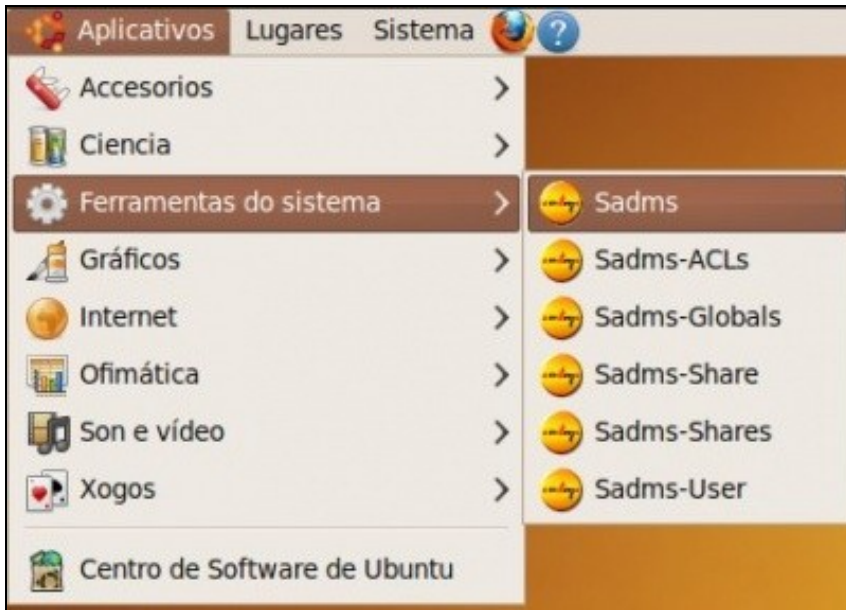 Aplicativos Lugares Sistema
Accesorios
Ciencia
Ferramentas do sistema
Gráficos
Internet
Ofimática
Son e vídeo
Xogos
Centro de Software de Ubuntu
Sadms
Sadms-ACLs
Sadms-Globals
Sadms-Share
Sadms-Shares
Sadms-User